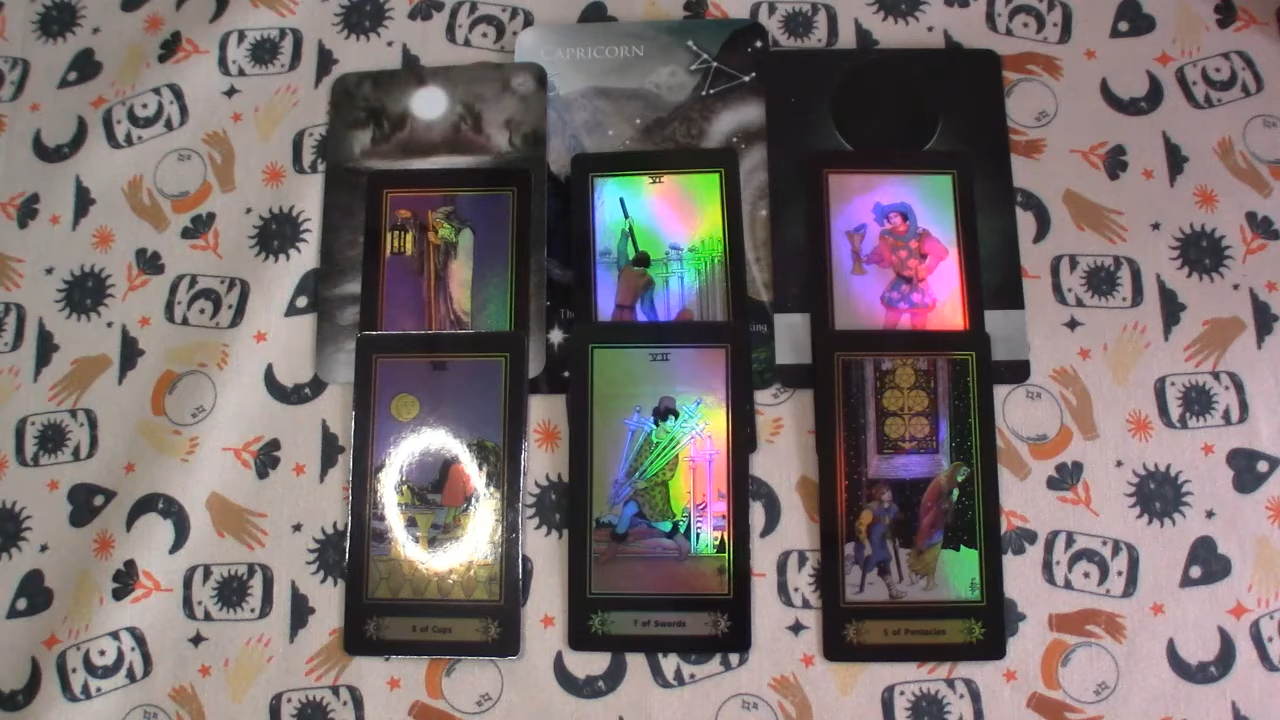 CAPRICORN
VI
VII
8 of Cups
7 of Swords
5 of Pentacles